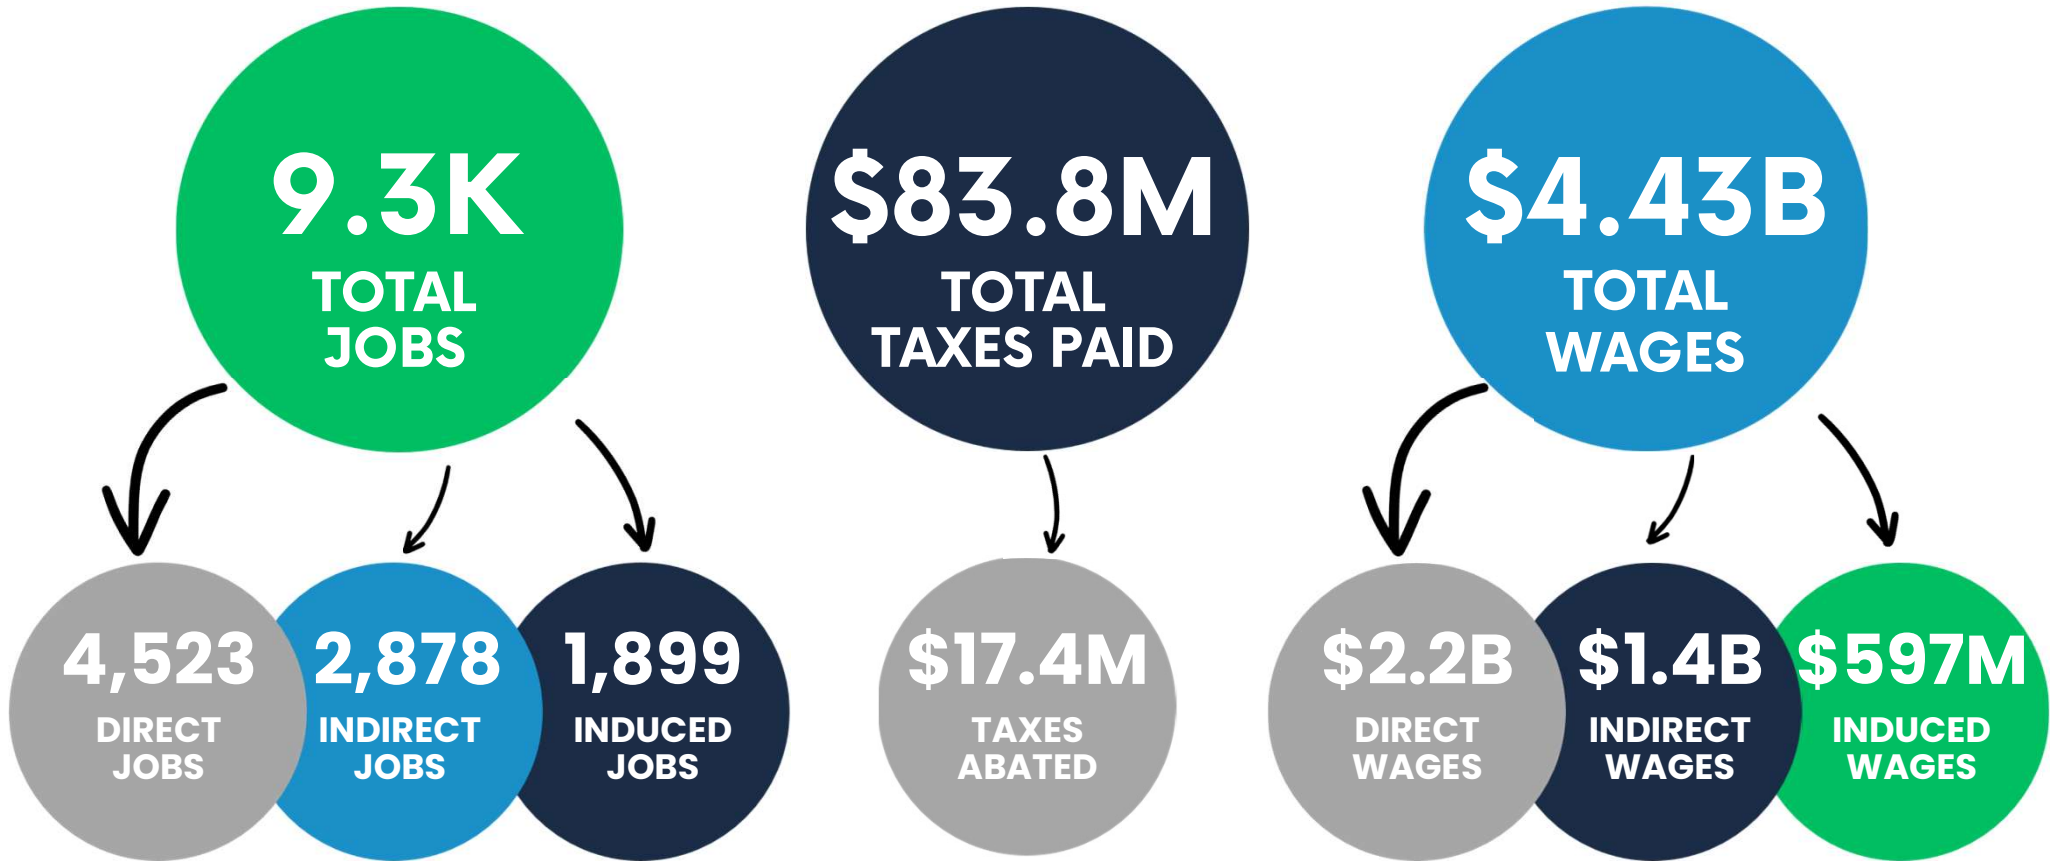 9.3K
TOTAL
JOBS
$83.8M
TOTAL
TAXES PAID
$4.43B
TOTAL
WAGES
4,523
DIRECT
JOBS
2,878
INDIRECT
JOBS
1,899
INDUCED
JOBS
$17.4M
TAXES
ABATED
$2.2B
DIRECT
WAGES
$1.4B
INDIRECT
WAGES
$597M
INDUCED
WAGES